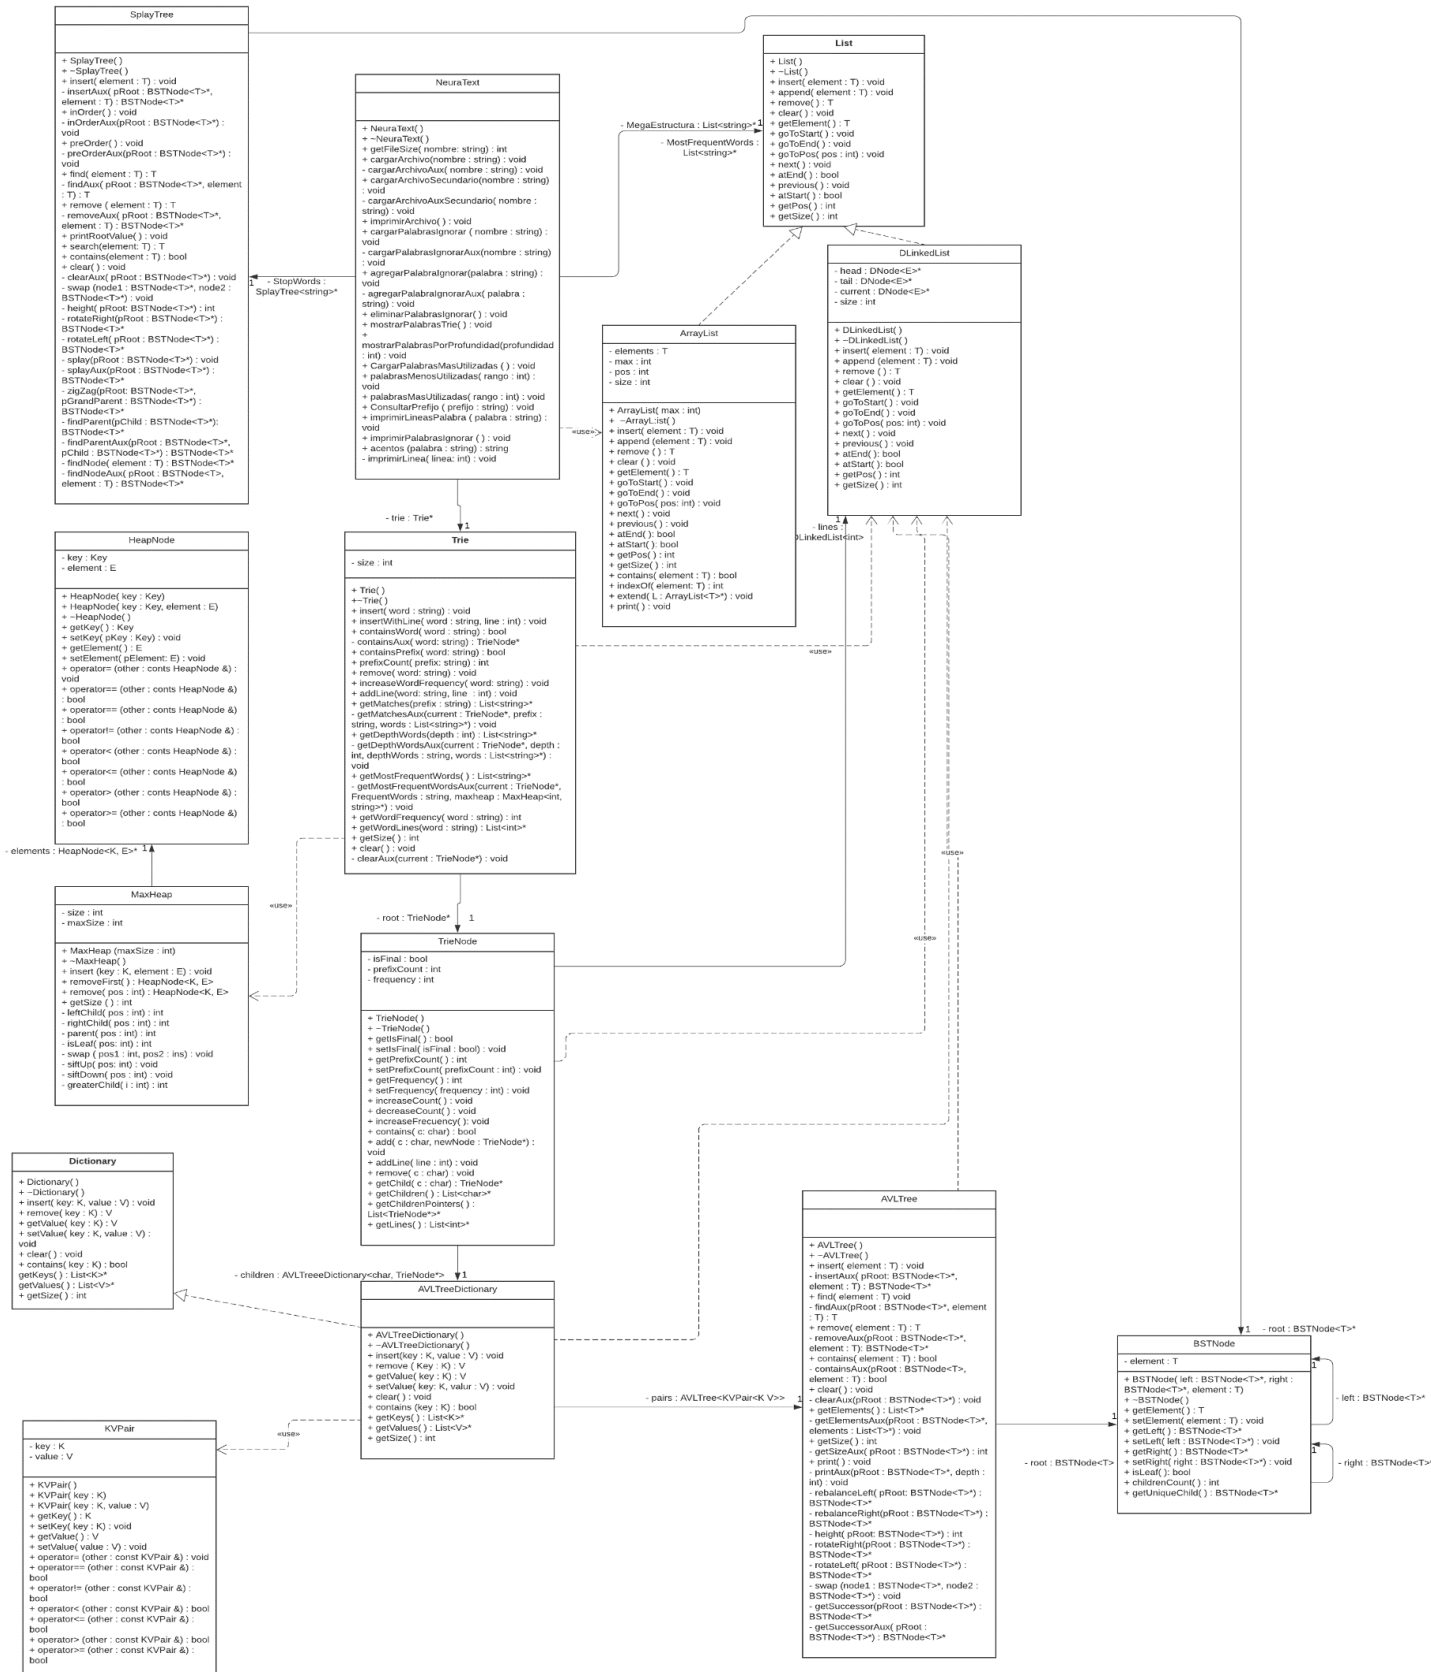 SplayTree
+ SplayTree( )
+ ~SplayTree( )
+ insert( element : T) : void
- insertAux( pRoot : BSTNode<T>*,
element : T) : BSTNode<T>*
+ inOrder( ) : void
- inOrderAux(pRoot : BSTNode<T>*) :
void
+ preOrder( ) : void
- preOrderAux(pRoot : BSTNode<T>*) :
void
+ find( element : T) : T
- findAux( pRoot : BSTNode<T>*, element
: T) : T
+ remove ( element : T) : T
- removeAux( pRoot : BSTNode<T>*,
element : T) : BSTNode<T>*
+ printRootValue( ) : void
+ search(element: T) : T
+ contains(element : T) : bool
+ clear( ) : void
- clearAux( pRoot : BSTNode<T>*) : void
- swap (node1 : BSTNode<T>*, node2 :
BSTNode<T>*) : void
- height( pRoot : BSTNode<T>*) : int
- rotateRight(pRoot : BSTNode<T>*) :
BSTNode<T>*
- rotateLeft( pRoot : BSTNode<T>*) :
BSTNode<T>*
- splay(pRoot : BSTNode<T>*) : void
- splayAux(pRoot : BSTNode<T>*) :
BSTNode<T>*
- zigZag(pRoot: BSTNode<T>*,
pGrandParent : BSTNode<T>*) :
BSTNode<T>*
- findParent(pChild : BSTNode<T>*):
BSTNode<T>*
- findParentAux(pRoot : BSTNode<T>*,
pChild : BSTNode<T>*) : BSTNode<T>*
- findNode( element : T) : BSTNode<T>*
- findNodeAux( pRoot : BSTNode<T>,
element : T) : BSTNode<T>*
NeuraText
+ NeuraText( )
+ ~NeuraText( )
+ getFileSize( nombre: string) : int
+ cargarArchivo(nombre : string) : void
- cargarArchivoAux( nombre : string) : void
+ cargarArchivoSecundario(nombre : string)
: void
- cargarArchivoAuxSecundario( nombre :
string) : void
+ imprimirArchivo( ) : void
+ cargarPalabrasIgnorar ( nombre : string) :
void
- cargarPalabrasIgnorarAux(nombre : string)
: void
+ agregarPalabraIgnorar(palabra : string) :
void
- agregarPalabraIgnorarAux( palabra :
string) : void
+ eliminarPalabrasIgnorar( ) : void
+ mostrarPalabrasTrie( ) : void
+
mostrarPalabrasPorProfundidad(profundidad
: int) : void
+ CargarPalabrasMasUtilizadas ( ) : void
+ palabrasMenosUtilizadas( rango : int) :
void
+ palabrasMasUtilizadas( rango : int) : void
+ ConsultarPrefijo ( prefijo : string) : void
+ imprimirLineasPalabra ( palabra : string) :
void
+ imprimirPalabrasIgnorar ( ) : void
+ acentos (palabra : string) : string
- imprimirLinea( linea: int) : void
1
- StopWords :
SplayTree<string>*
- MegaEstructura : List<string>*
1
- MostFrequentWords :
List<string>*
List
+ List( )
+ ~List( )
+ insert( element : T) : void
+ append( element : T) : void
+ remove( ) : T
+ clear( ) : void
+ getElement( ) : T
+ goToStart( ) : void
+ goToEnd( ) : void
+ goToPos( pos : int) : void
+ next( ) : void
+ atEnd( ) : bool
+ previous( ) : void
+ atStart( ) : bool
+ getPos( ) : int
+ getSize( ) : int
DLinkedList
- head : DNode<E>*
- tail : DNode<E>*
- current : DNode<E>*
- size : int
+ DLinkedList( )
+ ~DLinkedList( )
+ insert( element : T) : void
+ append (element : T) : void
+ remove ( ) : T
+ clear ( ) : void
+ getElement( ) : T
+ goToStart( ) : void
+ goToEnd( ) : void
+ goToPos( pos: int) : void
+ next( ) : void
+ previous( ) : void
+ atEnd( ): bool
+ atStart( ): bool
+ getPos( ) : int
+ getSize( ) : int
ArrayList
- elements : T
- max : int
- pos : int
- size : int
+ ArrayList( max : int)
+ ~ArrayL:ist( )
+ insert( element : T) : void
+ append (element : T) : void
+ remove ( ) : T
+ clear ( ) : void
+ getElement( ) : T
+ goToStart( ) : void
+ goToEnd( ) : void
+ goToPos( pos: int) : void
+ next( ) : void
+ previous( ) : void
+ atEnd( ): bool
+ atStart( ): bool
+ getPos( ) : int
+ getSize( ) : int
+ contains( element : T) : bool
+ indexOf( element: T) : int
+ extend( L : ArrayList<T>*) : void
+ print( ) : void
«use»
- trie : Trie*
1
1
- lines :
DLinkedList<int>
Trie
- size : int
+ Trie( )
+~Trie( )
+ insert( word : string) : void
+ insertWithLine( word : string, line : int) : void
+ containsWord( word : string) : bool
- containsAux( word: string) : TrieNode*
+ containsPrefix( word: string) : bool
+ prefixCount( prefix: string) : int
+ remove( word: string) : void
+ increaseWordFrequency( word: string) : void
+ addLine(word: string, line : int) : void
+ getMatches(prefix : string) : List<string>*
- getMatchesAux(current : TrieNode*, prefix :
string, words : List<string>*) : void
+ getDepthWords(depth : int) : List<string>*
- getDepthWordsAux(current : TrieNode*, depth :
int, depthWords : string, words : List<string>*) :
void
+ getMostFrequentWords( ) : List<string>*
- getMostFrequentWordsAux(current : TrieNode*,
FrequentWords : string, maxheap : MaxHeap<int,
string>*) : void
+ getWordFrequency( word : string) : int
+ getWordLines(word : string) : List<int>*
+ getSize( ) : int
+ clear( ) : void
- clearAux(current : TrieNode*) : void
«use»
HeapNode
- key : Key
- element : E
+ HeapNode( key : Key)
+ HeapNode( key : Key, element : E)
+ ~HeapNode( )
+ getKey( ) : Key
+ setKey( pKey : Key) : void
+ getElement( ) : E
+ setElement( pElement: E) : void
+ operator= (other : conts HeapNode &) :
void
+ operator== (other : conts HeapNode &)
: bool
+ operator== (other : conts HeapNode &)
: bool
+ operator!= (other : conts HeapNode &) :
bool
+ operator< (other : conts HeapNode &) :
bool
+ operator<= (other : conts HeapNode &)
: bool
+ operator> (other : conts HeapNode &) :
bool
+ operator>= (other : conts HeapNode &)
: bool
- elements : HeapNode<K, E>*
1
MaxHeap
- size : int
- maxSize : int
+ MaxHeap (maxSize : int)
+ ~MaxHeap( )
+ insert (key : K, element : E) : void
+ removeFirst( ) : HeapNode<K, E>
+ remove( pos : int) : HeapNode<K, E>
+ getSize ( ) : int
- leftChild( pos : int) : int
- rightChild( pos : int) : int
- parent( pos : int) : int
- isLeaf( pos: int) : int
- swap ( pos1 : int, pos2 : ins) : void
- siftUp( pos: int) : void
- siftDown( pos : int) : void
- greaterChild( i : int) : int
«use»
- root : TrieNode*
1
TrieNode
- isFinal : bool
- prefixCount : int
- frequency : int
+ TrieNode( )
+ ~TrieNode( )
+ getIsFinal( ) : bool
+ setIsFinal( isFinal : bool) : void
+ getPrefixCount( ) : int
+ setPrefixCount( prefixCount : int) : void
+ getFrequency( ) : int
+ setFrequency( frequency : int) : void
+ increaseCount( ) : void
+ decreaseCount( ) : void
+ increaseFrecuency( ): void
+ contains( c: char) : bool
+ add( c : char, newNode : TrieNode*) :
void
+ addLine( line : int) : void
+ remove( c : char) : void
+ getChild( c : char) : TrieNode*
+ getChildren( ) : List<char>*
+ getChildrenPointers( ) :
List<TrieNode*>*
+ getLines( ) : List<int>*
«use»
«use»
Dictionary
+ Dictionary( )
+ ~Dictionary( )
+ insert( key: K, value : V) : void
+ remove( key : K) : V
+ getValue( key : K) : V
+ setValue( key : K, value : V) :
void
+ clear( ) : void
+ contains( key : K) : bool
getKeys( ) : List<K>*
getValues( ) : List<V>*
+ getSize( ) : int
- children : AVLTreeeDictionary<char, TrieNode*>
1
AVLTreeDictionary
+ AVLTreeDictionary( )
+ ~AVLTreeDictionary( )
+ insert(key : K, value : V) : void
+ remove ( Key : K) : V
+ getValue( key : K) : V
+ setValue( key: K, valur : V) : void
+ clear( ) : void
+ contains (key : K) : bool
+ getKeys( ) : List<K>*
+ getValues( ) : List<V>*
+ getSize( ) : int
«use»
- pairs : AVLTree<KVPair<K V>>
1
KVPair
- key : K
- value : V
+ KVPair( )
+ KVPair( key : K)
+ KVPair( key : K, value : V)
+ getKey( ) : K
+ setKey( key : K) : void
+ getValue( ) : V
+ setValue( value : V) : void
+ operator= (other : const KVPair &) : void
+ operator== (other : const KVPair &) :
bool
+ operator!= (other : const KVPair &) :
bool
+ operator< (other : const KVPair &) : bool
+ operator<= (other : const KVPair &) :
bool
+ operator> (other : const KVPair &) : bool
+ operator>= (other : const KVPair &) :
bool
AVLTree
+ AVLTree( )
+ ~AVLTree( )
+ insert( element : T) : void
- insertAux( pRoot: BSTNode<T>*,
element : T) : BSTNode<T>*
+ find( element : T) void
- findAux(pRoot : BSTNode<T>*, element
: T) : T
+ remove( element : T) : T
- removeAux(pRoot : BSTNode<T>*,
element : T): BSTNode<T>*
+ contains( element : T) : bool
- containsAux(pRoot : BSTNode<T>,
element : T) : bool
+ clear( ) : void
- clearAux(pRoot : BSTNode<T>*) : void
+ getElements( ) : List<T>*
- getElementsAux(pRoot : BSTNode<T>*,
elements : List<T>*) : void
+ getSize( ) : int
- getSizeAux( pRoot : BSTNode<T>*) : int
+ print( ) : void
- printAux(pRoot : BSTNode<T>*, depth :
int) : void
- rebalanceLeft( pRoot: BSTNode<T>*) :
BSTNode<T>*
- rebalanceRight(pRoot : BSTNode<T>*) :
BSTNode<T>*
- height( pRoot: BSTNode<T>*) : int
- rotateRight(pRoot : BSTNode<T>*) :
BSTNode<T>*
- rotateLeft( pRoot : BSTNode<T>*) :
BSTNode<T>*
- swap (node1 : BSTNode<T>*, node2 :
BSTNode<T>*) : void
- getSuccessor(pRoot : BSTNode<T>*) :
BSTNode<T>*
- getSuccessorAux( pRoot :
BSTNode<T>*) : BSTNode<T>*
- root : BSTNode<T>
1
1
- root : BSTNode<T>*
BSTNode
- element : T
+ BSTNode( left : BSTNode<T>*, right :
BSTNode<T>*, element : T)
+ ~BSTNode( )
+ getElement( ) : T
+ setElement( element : T) : void
+ getLeft( ) : BSTNode<T>*
+ setLeft( left : BSTNode<T>*) : void
+ getRight( ) : BSTNode<T>*
+ setRight( right : BSTNode<T>*) : void
+ isLeaf( ): bool
+ childrenCount( ) : int
+ getUniqueChild( ) : BSTNode<T>*
1
- left : BSTNode<T>*
1
- right : BSTNode<T>*